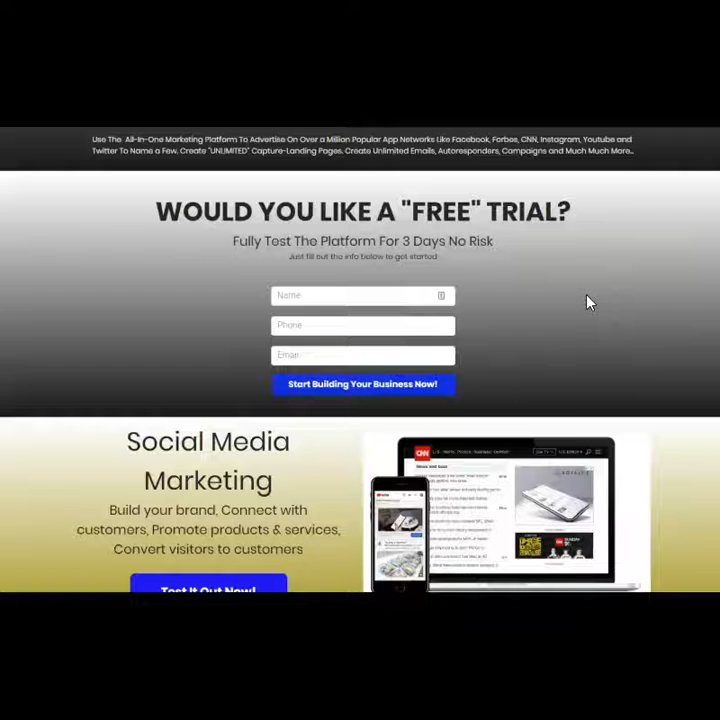 Use The All-In-One Marketing Platform To Advertise On Over a Million Popular App Networks Like Facebook, Forbes, CNN, Instagram, Youtube and
Twitter To Name a Few. Create "UNLIMITED" Capture-Landing Pages. Create Unlimited Emails, Autoresponders, Campaigns and Much Much More...
WOULD YOU LIKE A "FREE" TRIAL?
Fully Test The Platform For 3 Days No Risk
Just fill out the info below to get started
Name
Phone
Email
Start Building Your Business Now!
Social Media
Marketing
Build your brand, Connect with
customers, Promote products & services,
Convert visitors to customers
Test It Out Now!
CNN